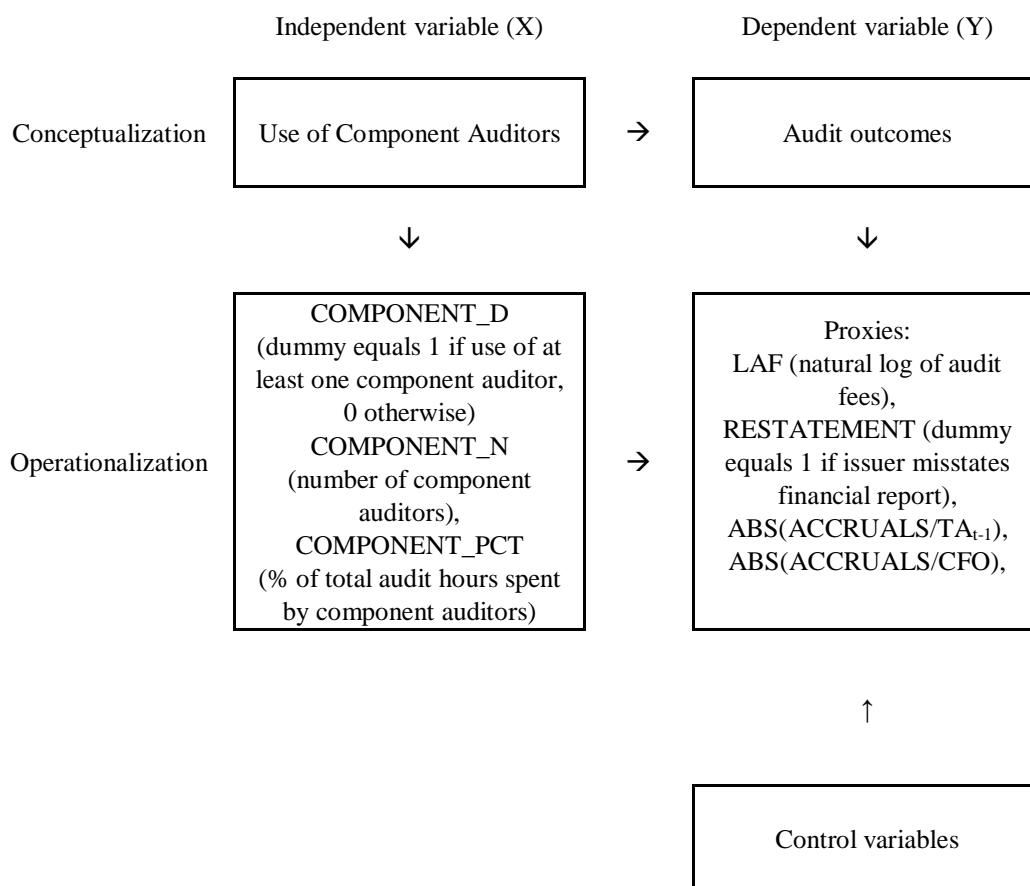 Independent variable (X)
Dependent variable (Y)
Conceptualization
Use of Component Auditors
→
Audit outcomes
↓
↓
Operationalization
COMPONENT_D
(dummy equals 1 if use of at
least one component auditor,
0 otherwise)
COMPONENT_N
(number of component
auditors),
COMPONENT_PCT
(% of total audit hours spent
by component auditors)
→
Proxies:
LAF (natural log of audit
fees),
RESTATEMENT (dummy
equals 1 if issuer misstates
financial report),
ABS(ACCRUALS/TAt-1),
ABS(ACCRUALS/CFO),
↑
Control variables